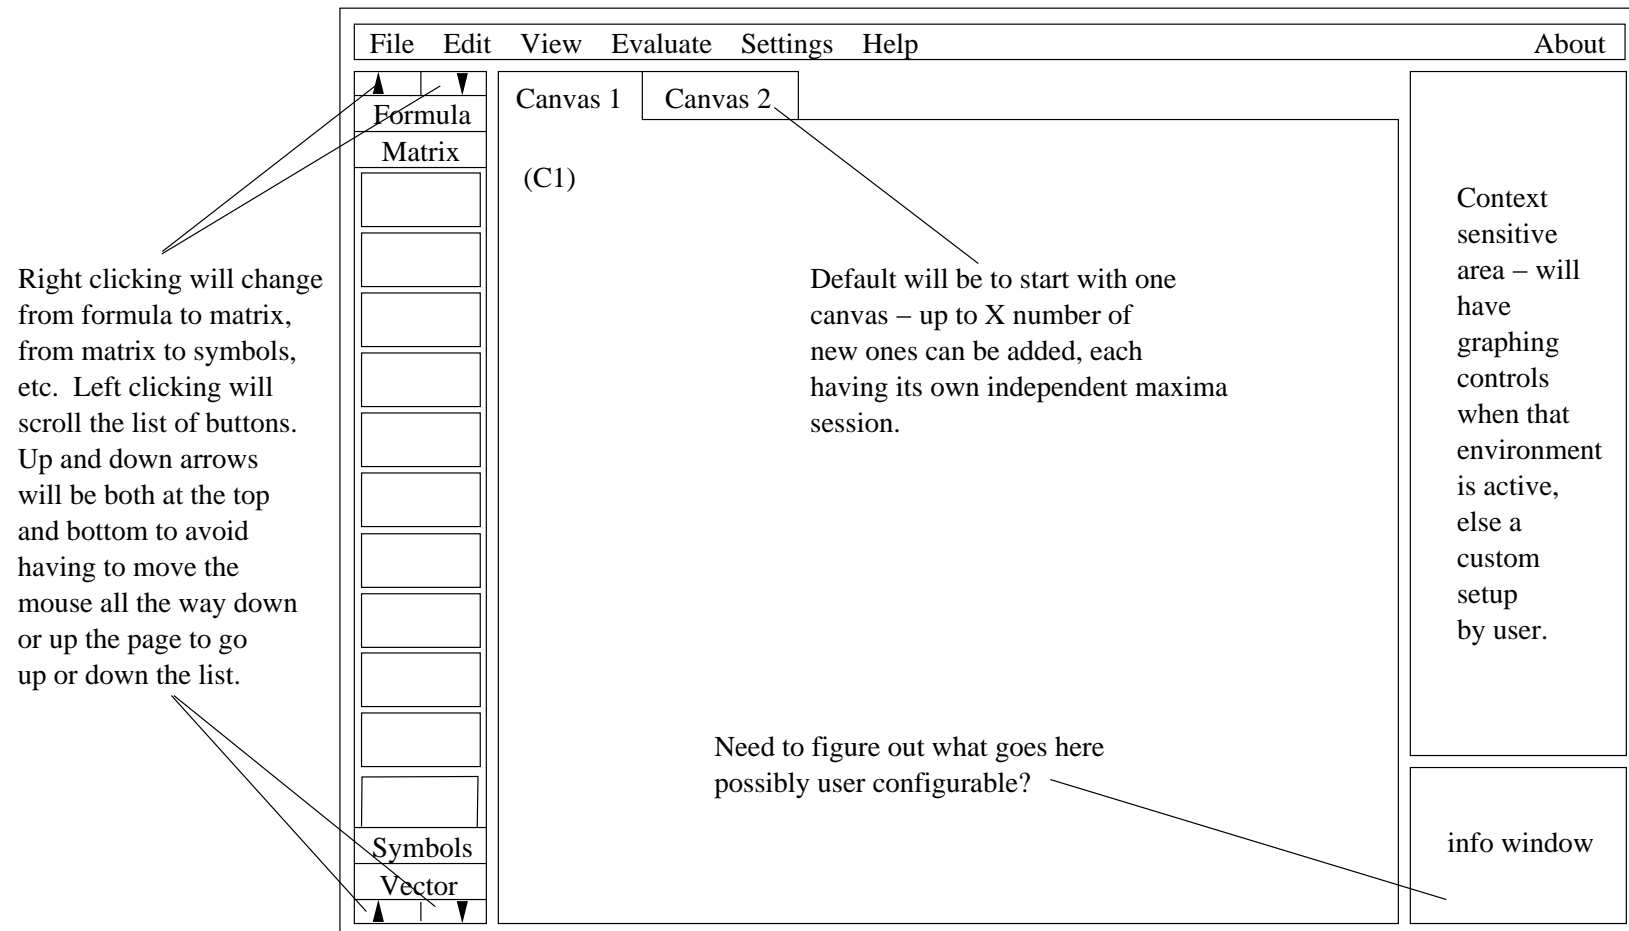 File Edit View Evaluate Settings Help About
Canvas 1 Canvas 2
Formula
Matrix
(C1)
Right clicking will change
from formula to matrix,
from matrix to symbols,
etc.  Left clicking will
scroll the list of buttons.
Up and down arrows
will be both at the top
and bottom to avoid
having to move the
mouse all the way down
or up the page to go
up or down the list.
Default will be to start with one
canvas – up to X number of
new ones can be added, each
having its own independent maxima
session.
Context
sensitive
area – will
have
graphing
controls
when that
environment
is active,
else a
custom
setup
by user.
Need to figure out what goes here
possibly user configurable?
Symbols
Vector
info window